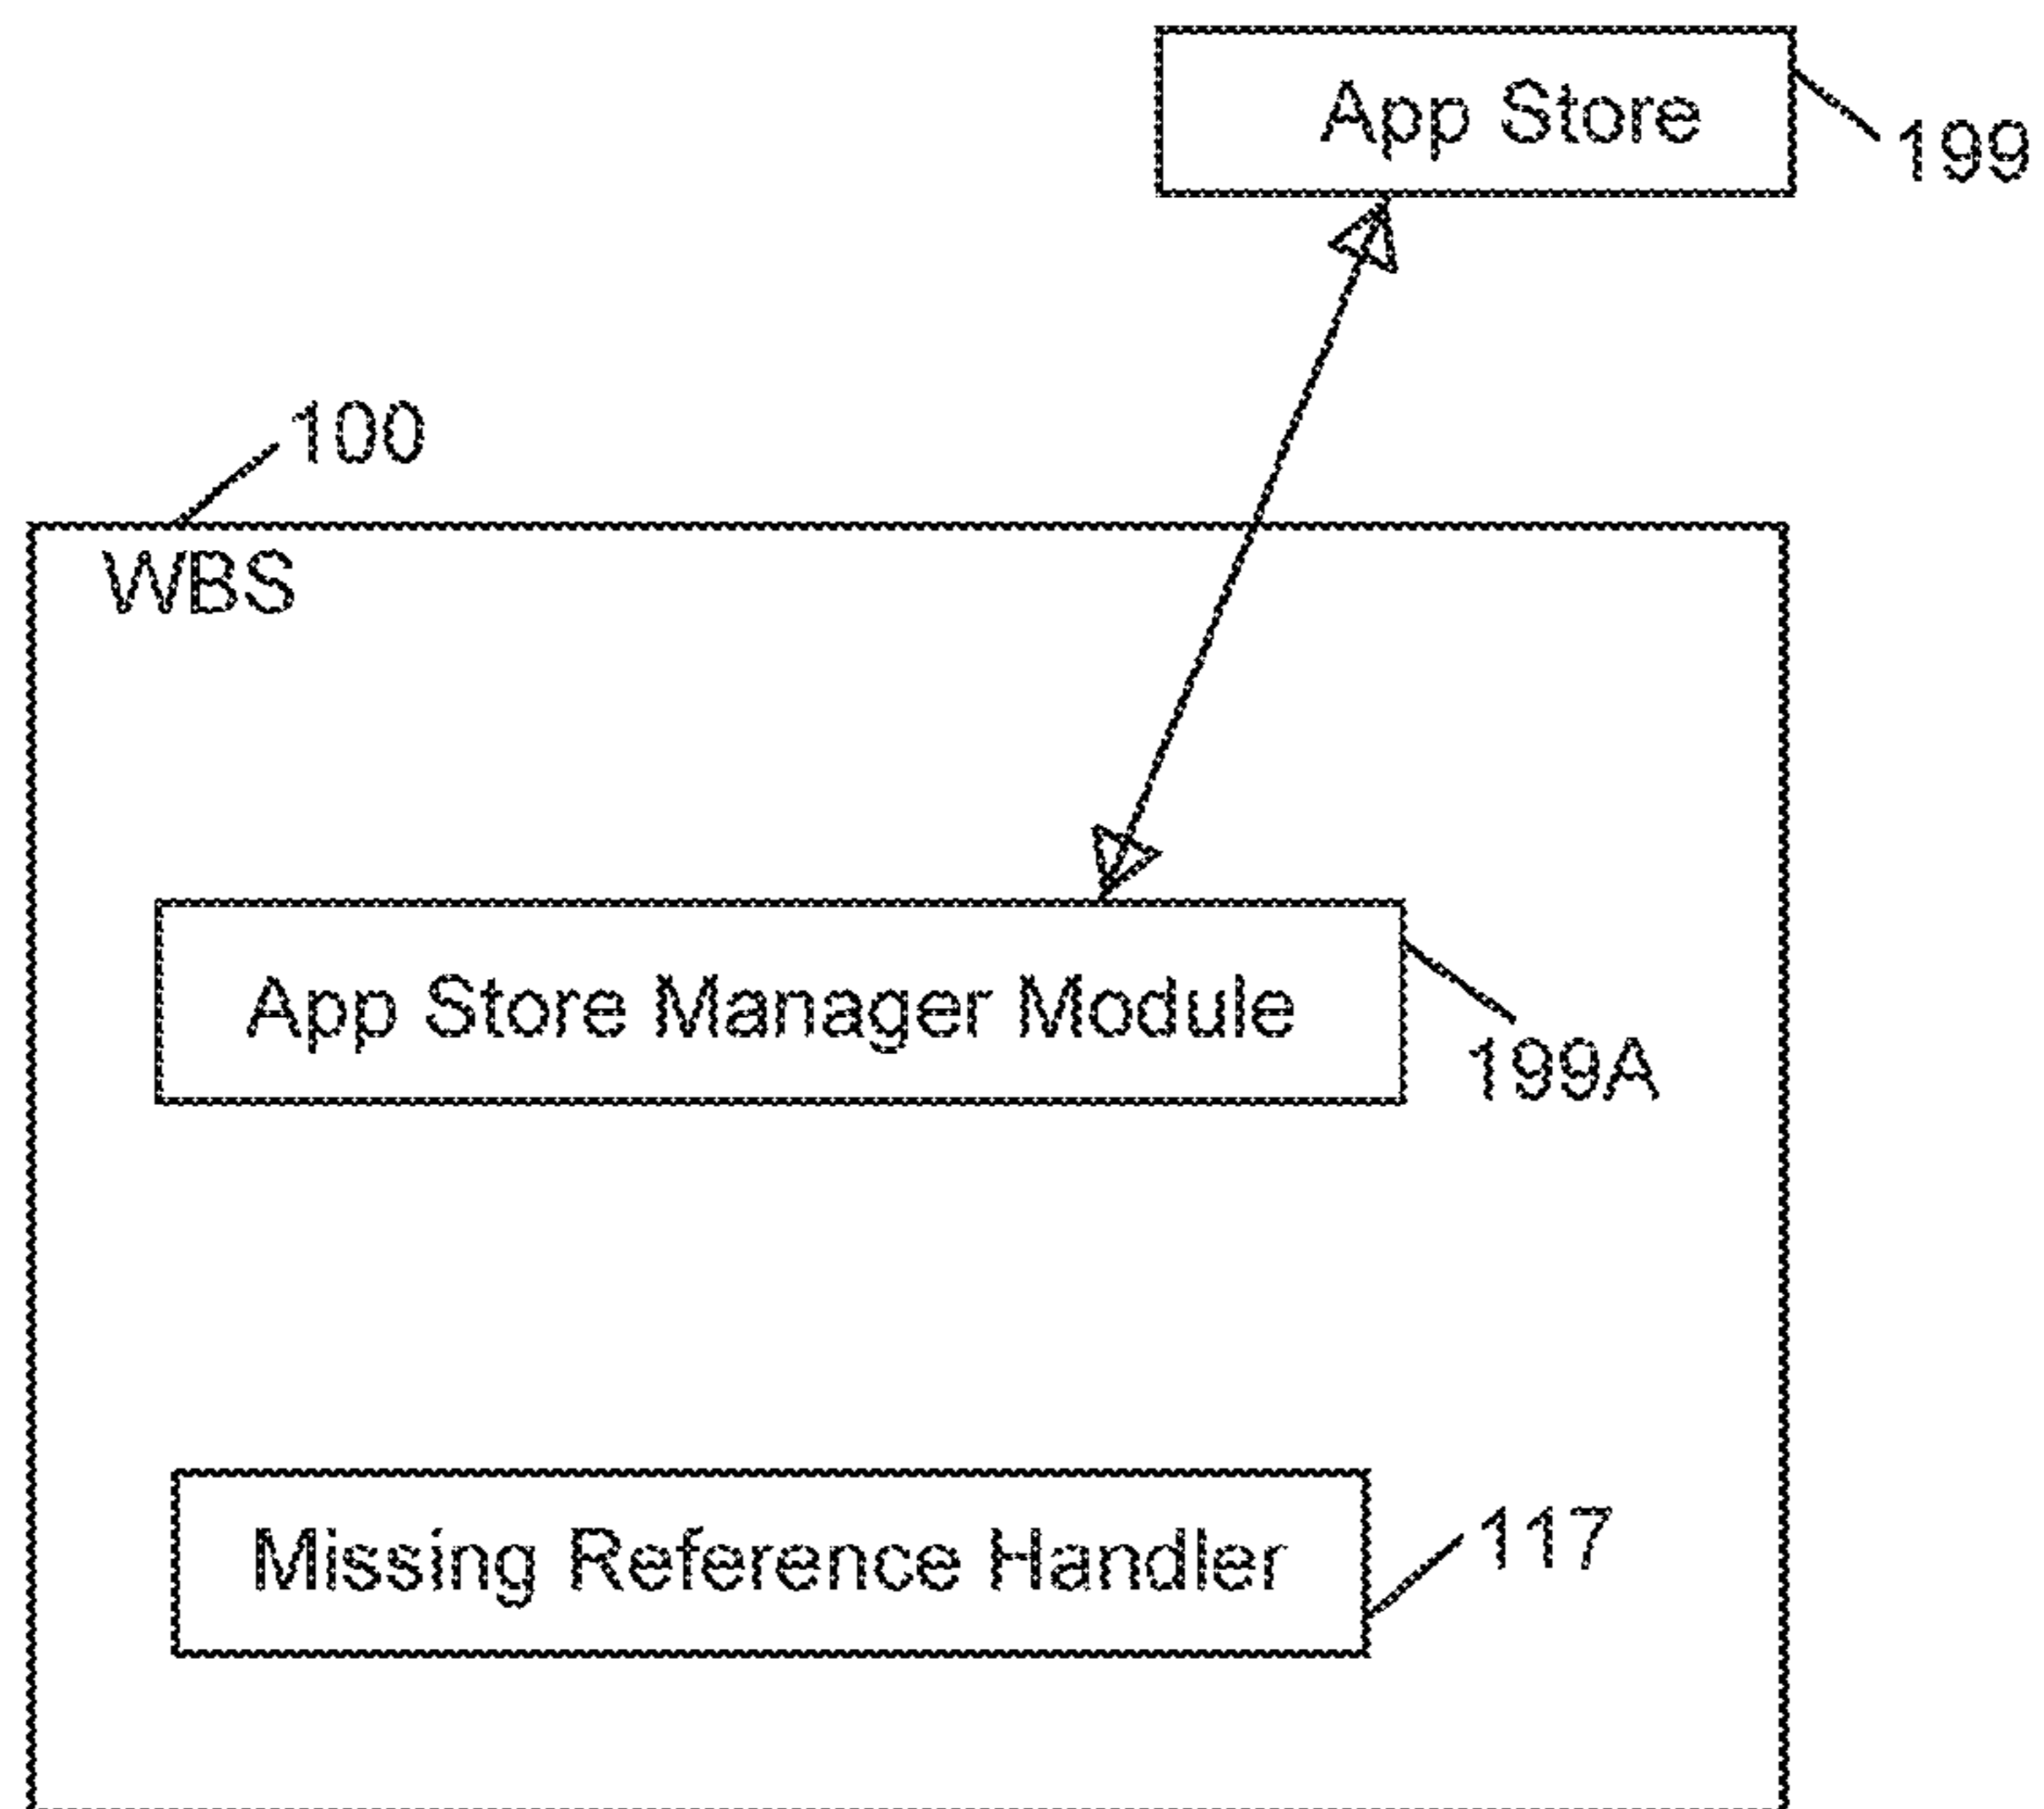 App Store
199
100
WBS
App Store Manager Module
199A
Missing Reference Handler
117